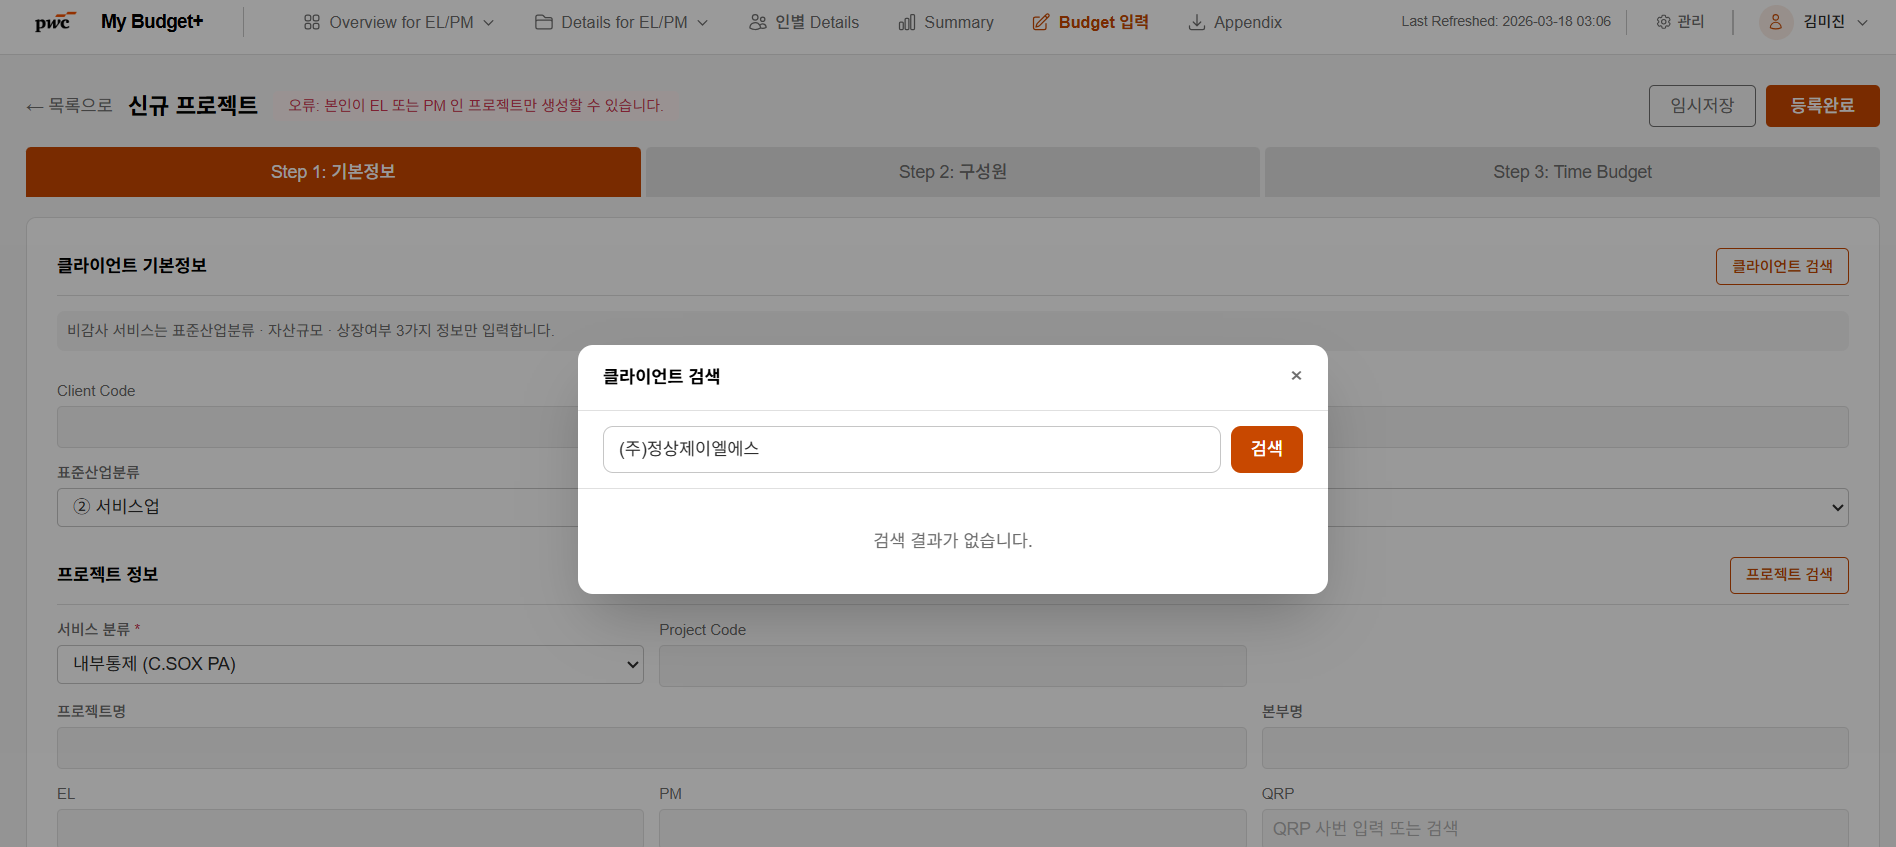 pwc My Budget+ Overview for EL/PM Details for EL/PM 인별 Details Summary Budget 입력 Appendix Last Refreshed: 2026-03-18 03:06 관리 김미진
← 목록으로 신규 프로젝트 오류: 본인이 EL 또는 PM 인 프로젝트만 생성할 수 있습니다. 임시저장 등록완료
Step 1: 기본정보 Step 2: 구성원 Step 3: Time Budget
클라이언트 기본정보 클라이언트 검색
비감사 서비스는 표준산업분류 · 자산규모 · 상장여부 3가지 정보만 입력합니다.
클라이언트 검색 ×
Client Code
(주)정상제이엘에스 검색
표준산업분류
② 서비스업
검색 결과가 없습니다.
프로젝트 정보 프로젝트 검색
서비스 분류 * Project Code
내부통제 (C.SOX PA)
프로젝트명 본부명
EL PM QRP
QRP 사번 입력 또는 검색